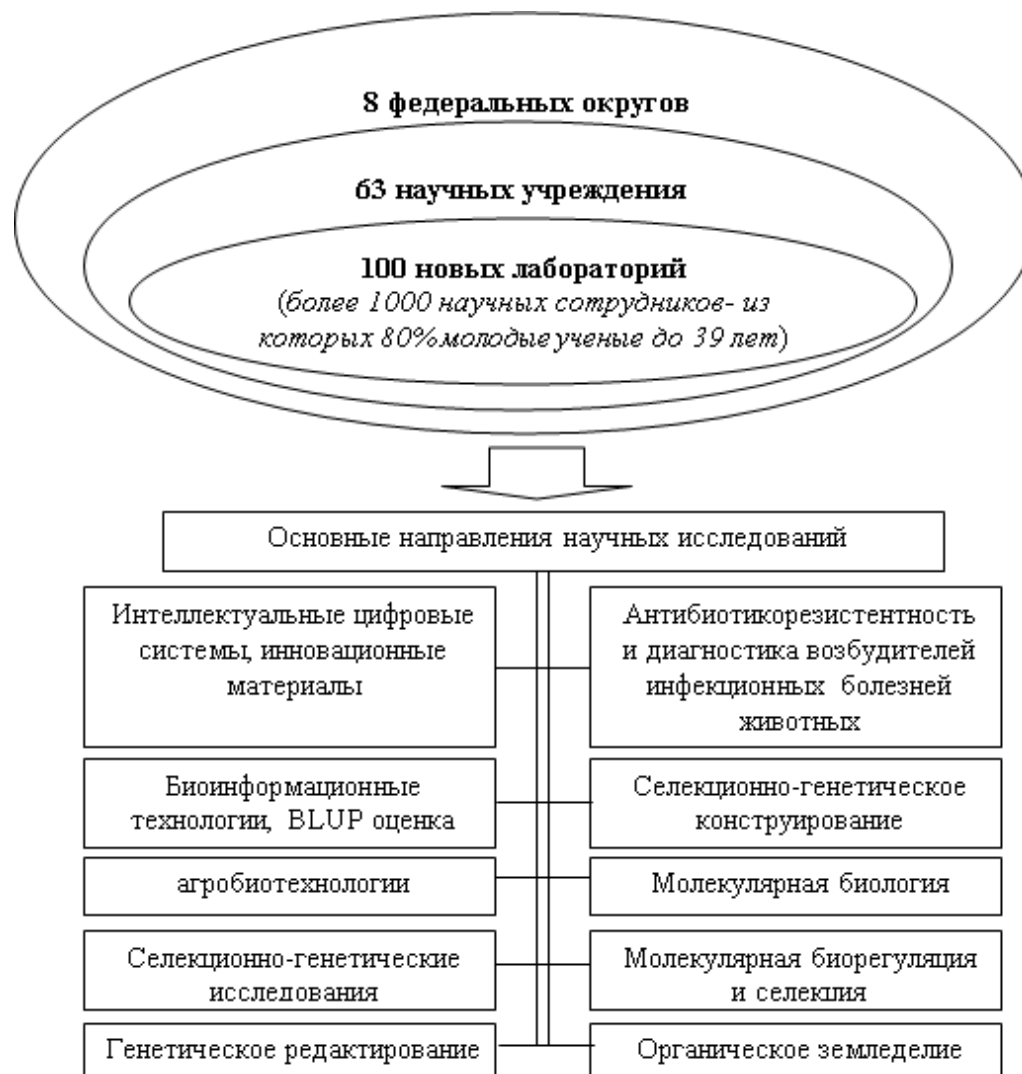 8 федеральных округов
63 научных учреждения
100 новых лабораторий
(более 1000 научных сотрудников- из
которых 80% молодые ученые до 39 лет)
Основные направления научных исследований
Интеллектуальные цифровые
системы, инновационные
материалы
Антибиотикорезистентность
и диагностика возбудителей
инфекционных болезней
животных
Биоинформационные
технологии, BLUP оценка
Селекционно-генетическое
конструирование
агробиотехнологии
Молекулярная биология
Селекционно-генетические
исследования
Молекулярная биорегуляция
и селекция
Генетическое редактирование
Органическое земледелие